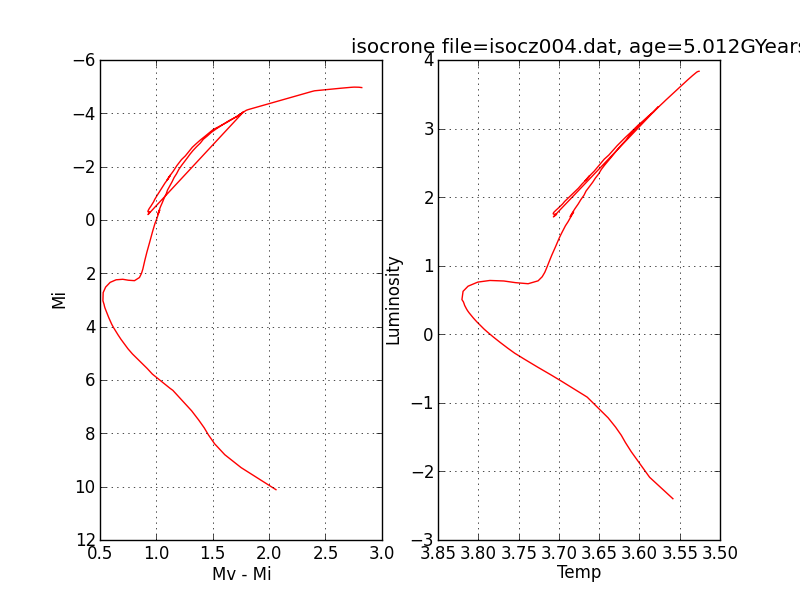 isocrone file=isocz004.dat, age=5.012GYears
−6
−4
−2
0
2
4
6
8
10
12
Mi
0.5 1.0 1.5 2.0 2.5 3.0
Mv - Mi
4
3
2
1
0
−1
−2
−3
Luminosity
3.85 3.80 3.75 3.70 3.65 3.60 3.55 3.50
Temp